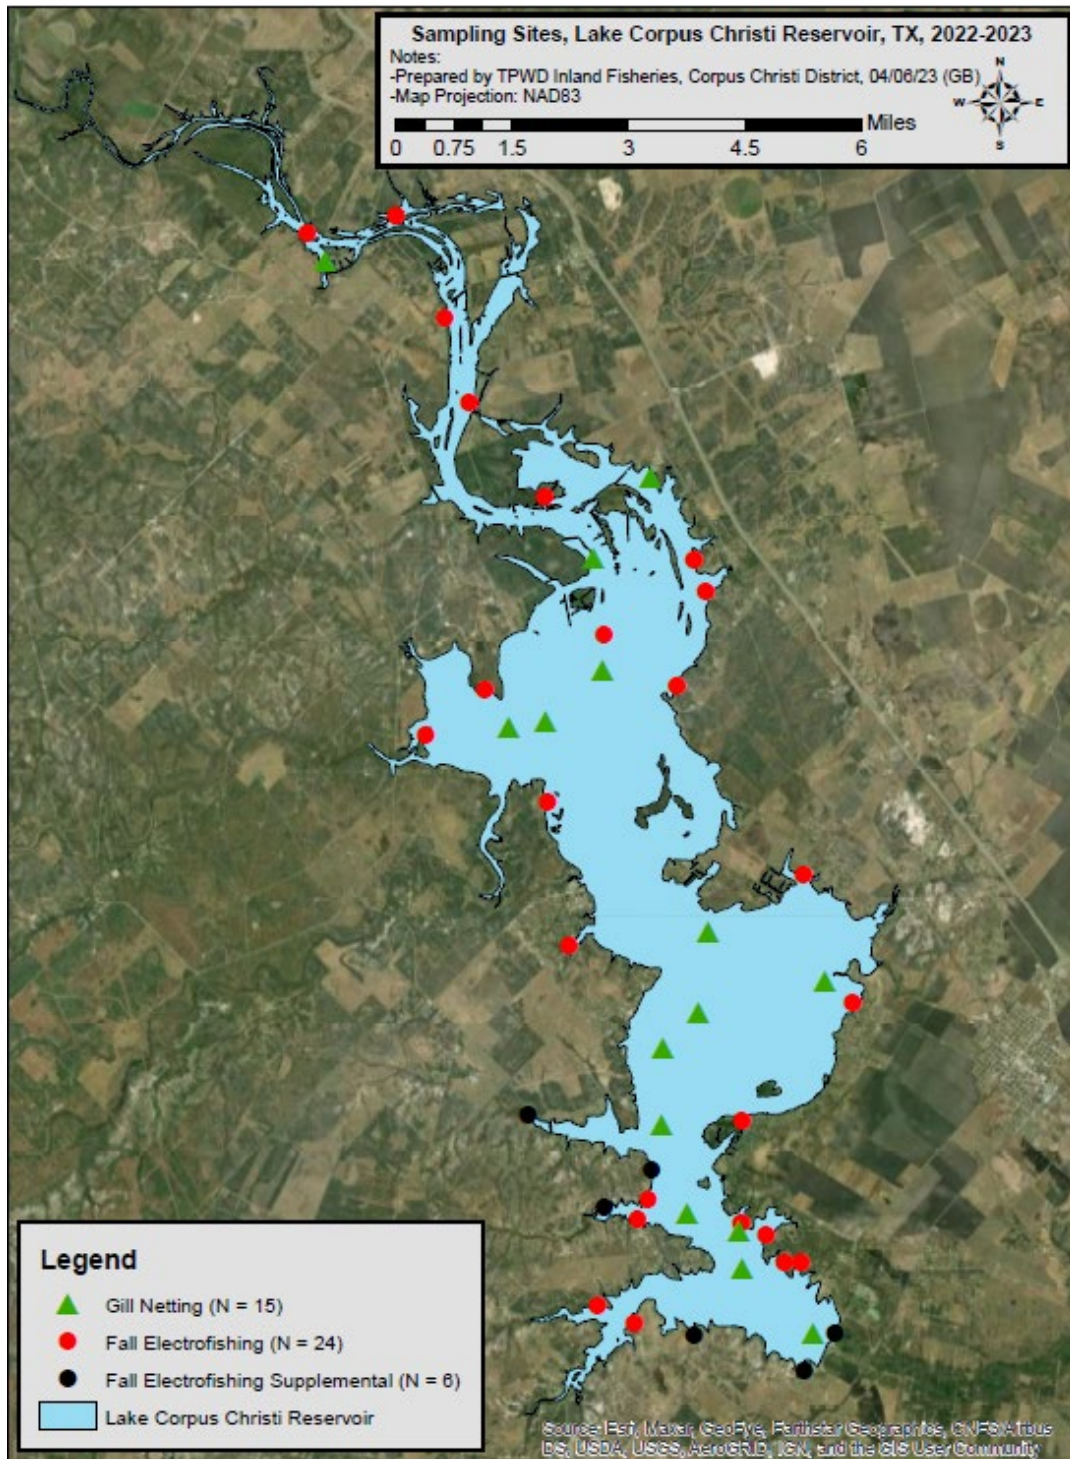 Sampling Sites, Lake Corpus Christi Reservoir, TX, 2022-2023
Notes:
-Prepared by TPWD Inland Fisheries, Corpus Christi District, 04/06/23 (GB)
-Map Projection: NAD83
N
W E
S
Miles
0 0.75 1.5 3 4.5 6
Legend
Gill Netting (N = 15)
Fall Electrofishing (N = 24)
Fall Electrofishing Supplemental (N = 6)
Lake Corpus Christi Reservoir
Source: Esri, Maxar, GeoEye, Earthstar Geographics, CNES/Airbus
DS, USDA, USGS, AeroGRID, IGN, and the GIS User Community